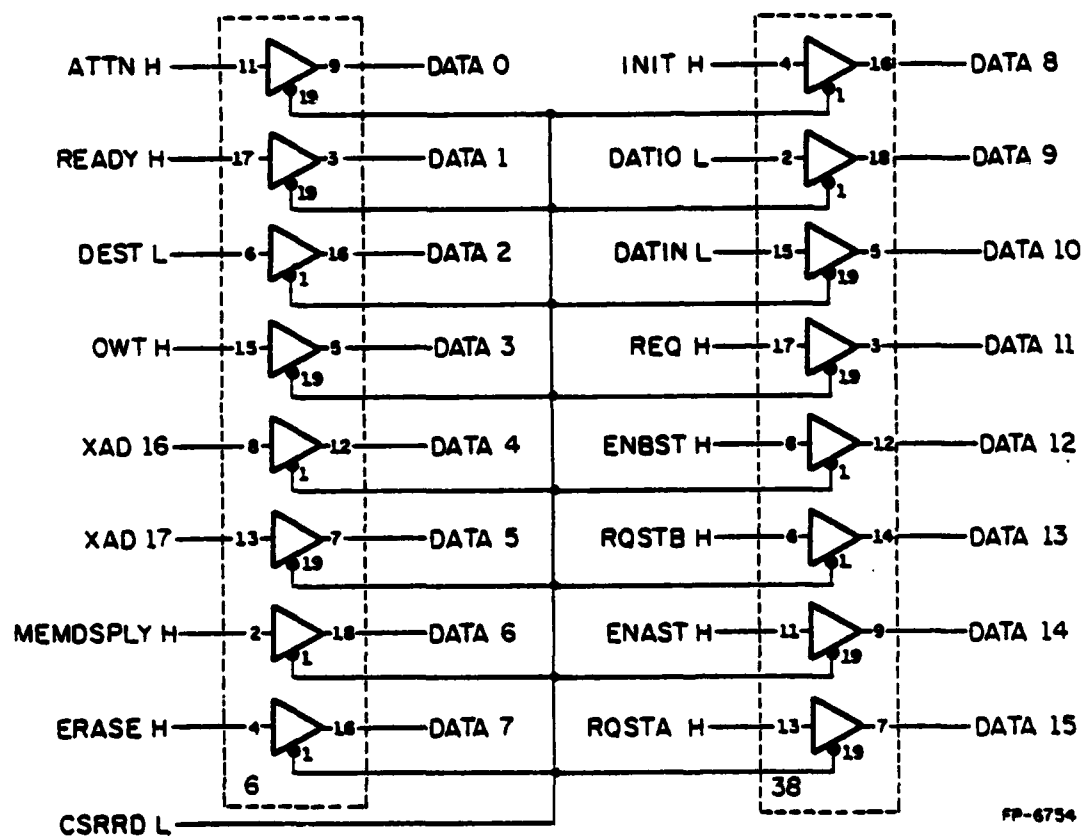 ATTN H 11 9 DATA 0 INIT H 4 16 DATA 8
19 1
READY H 17 3 DATA 1 DATIO L 2 18 DATA 9
19 1
DEST L 6 16 DATA 2 DATIN L 15 5 DATA 10
1 19
OWT H 15 5 DATA 3 REQ H 17 3 DATA 11
19 19
XAD 16 8 12 DATA 4 ENBST H 8 12 DATA 12
1 1
XAD 17 13 7 DATA 5 RQSTB H 6 14 DATA 13
19 1
MEMDSPLY H 2 18 DATA 6 ENAST H 11 9 DATA 14
1 19
ERASE H 4 16 DATA 7 RQSTA H 13 7 DATA 15
1 19
6 38
CSRRD L
FP-6754